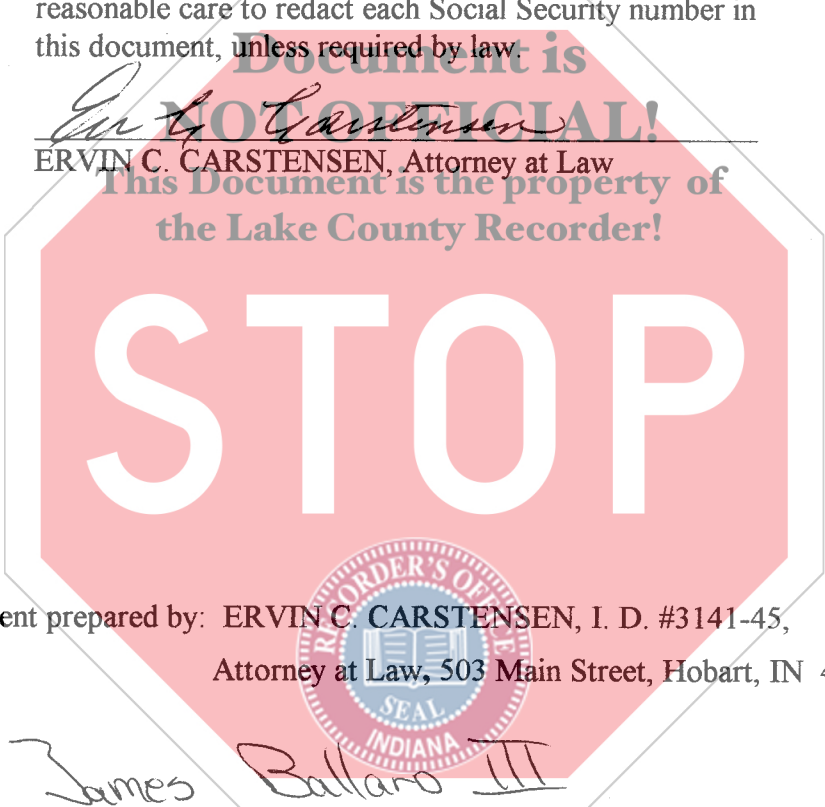 reasonable care to redact each Social Security number in
this document, unless required by law.
Document is
NOT OFFICIAL!
Erv C Carstensen
ERVIN C. CARSTENSEN, Attorney at Law
This Document is the property of
the Lake County Recorder!
STOP
RECORDER'S OFFICE
SEAL
INDIANA
ent prepared by: ERVIN C. CARSTENSEN, I. D. #3141-45,
Attorney at Law, 503 Main Street, Hobart, IN 4
James Ballard III